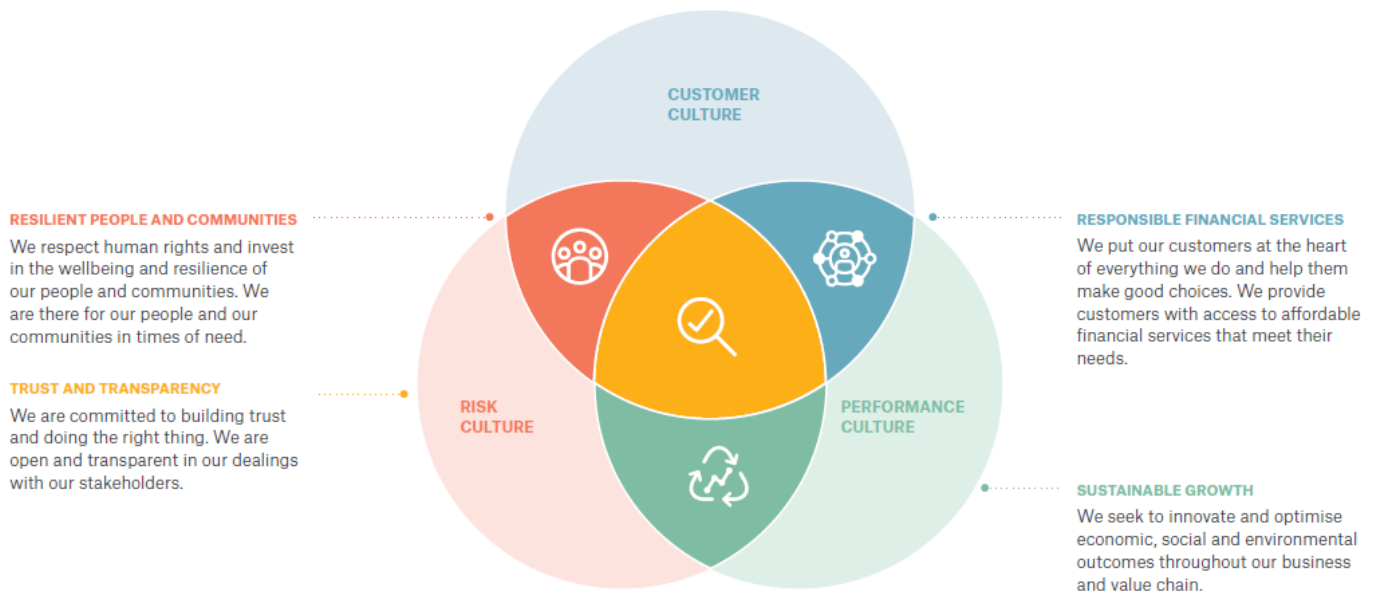 CUSTOMER
CULTURE
RESILIENT PEOPLE AND COMMUNITIES
We respect human rights and invest
in the wellbeing and resilience of
our people and communities. We
are there for our people and our
communities in times of need.
TRUST AND TRANSPARENCY
We are committed to building trust
and doing the right thing. We are
open and transparent in our dealings
with our stakeholders.
RISK
CULTURE
PERFORMANCE
CULTURE
RESPONSIBLE FINANCIAL SERVICES
We put our customers at the heart
of everything we do and help them
make good choices. We provide
customers with access to affordable
financial services that meet their
needs.
SUSTAINABLE GROWTH
We seek to innovate and optimise
economic, social and environmental
outcomes throughout our business
and value chain.